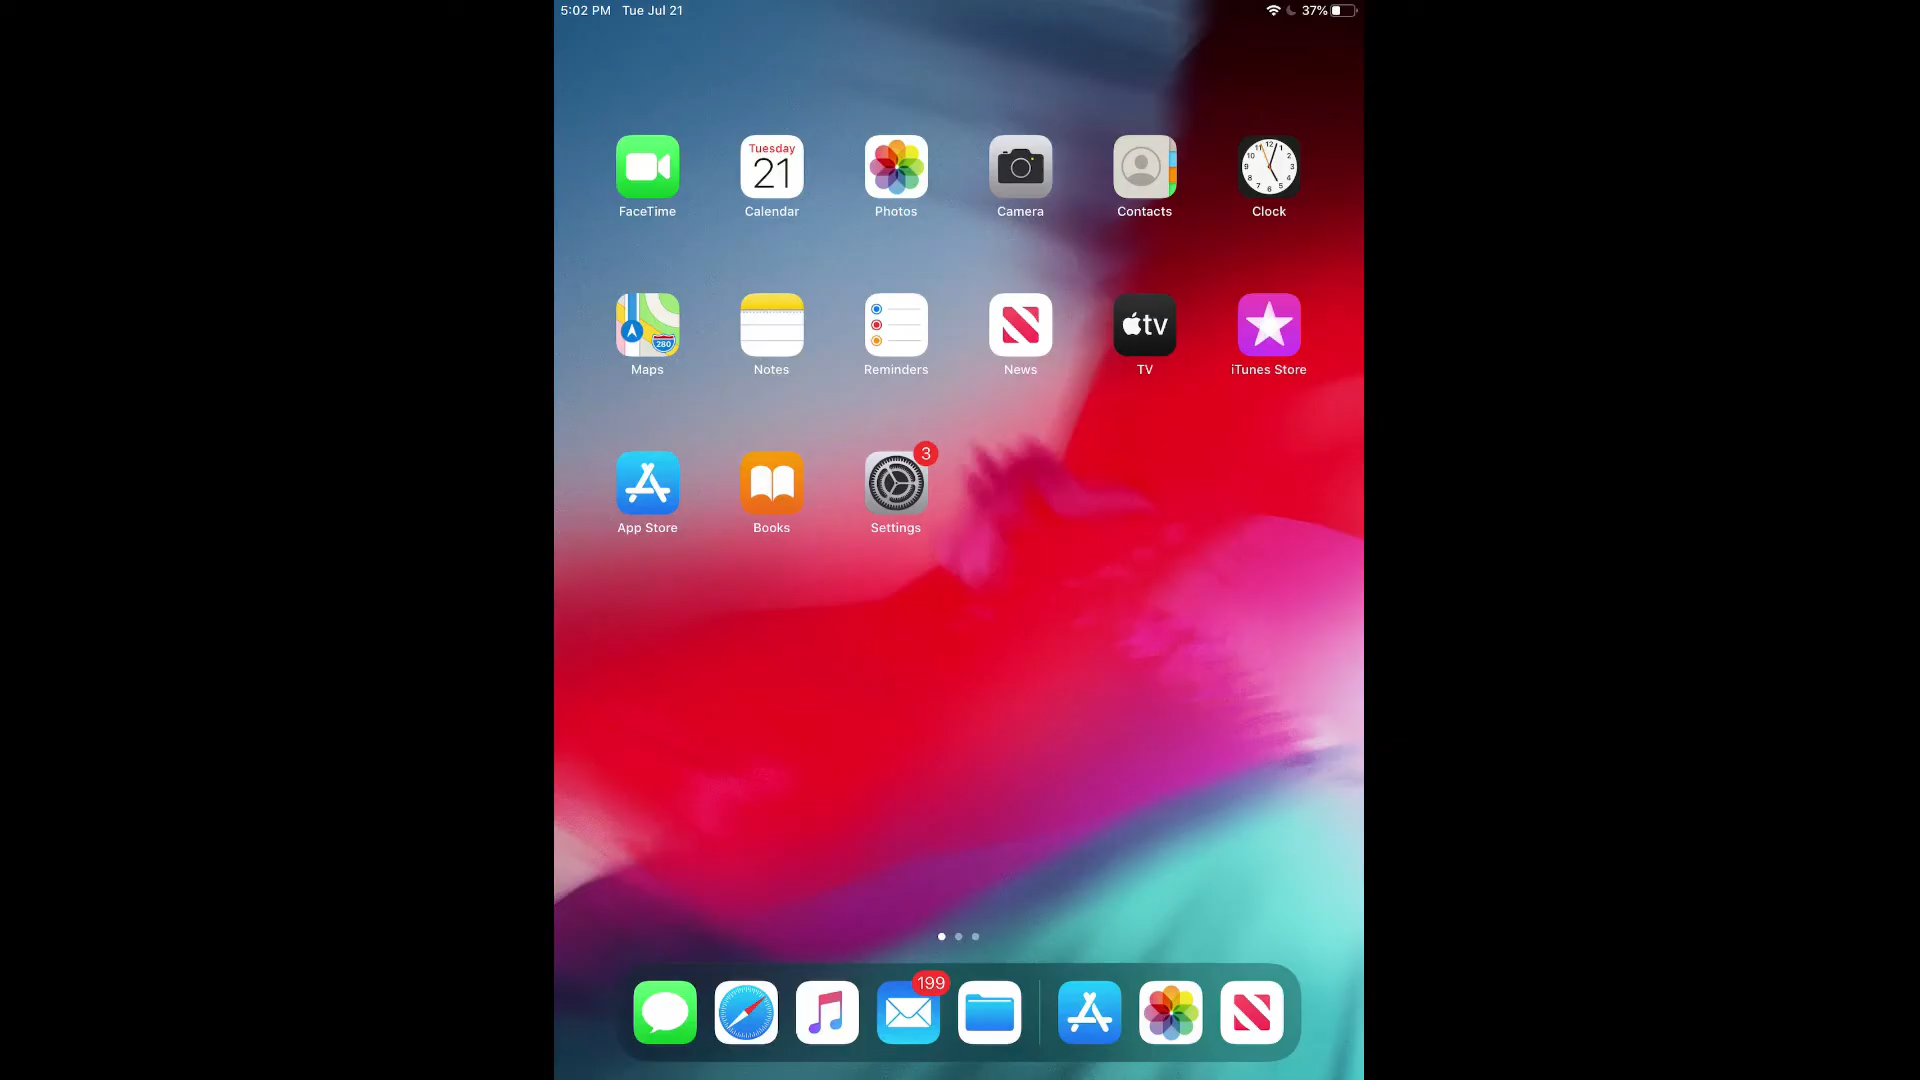 5:02 PM Tue Jul 21 37%
Tuesday
21
FaceTime Calendar Photos Camera Contacts Clock
280
tv
Maps Notes Reminders News TV iTunes Store
3
App Store Books Settings
199